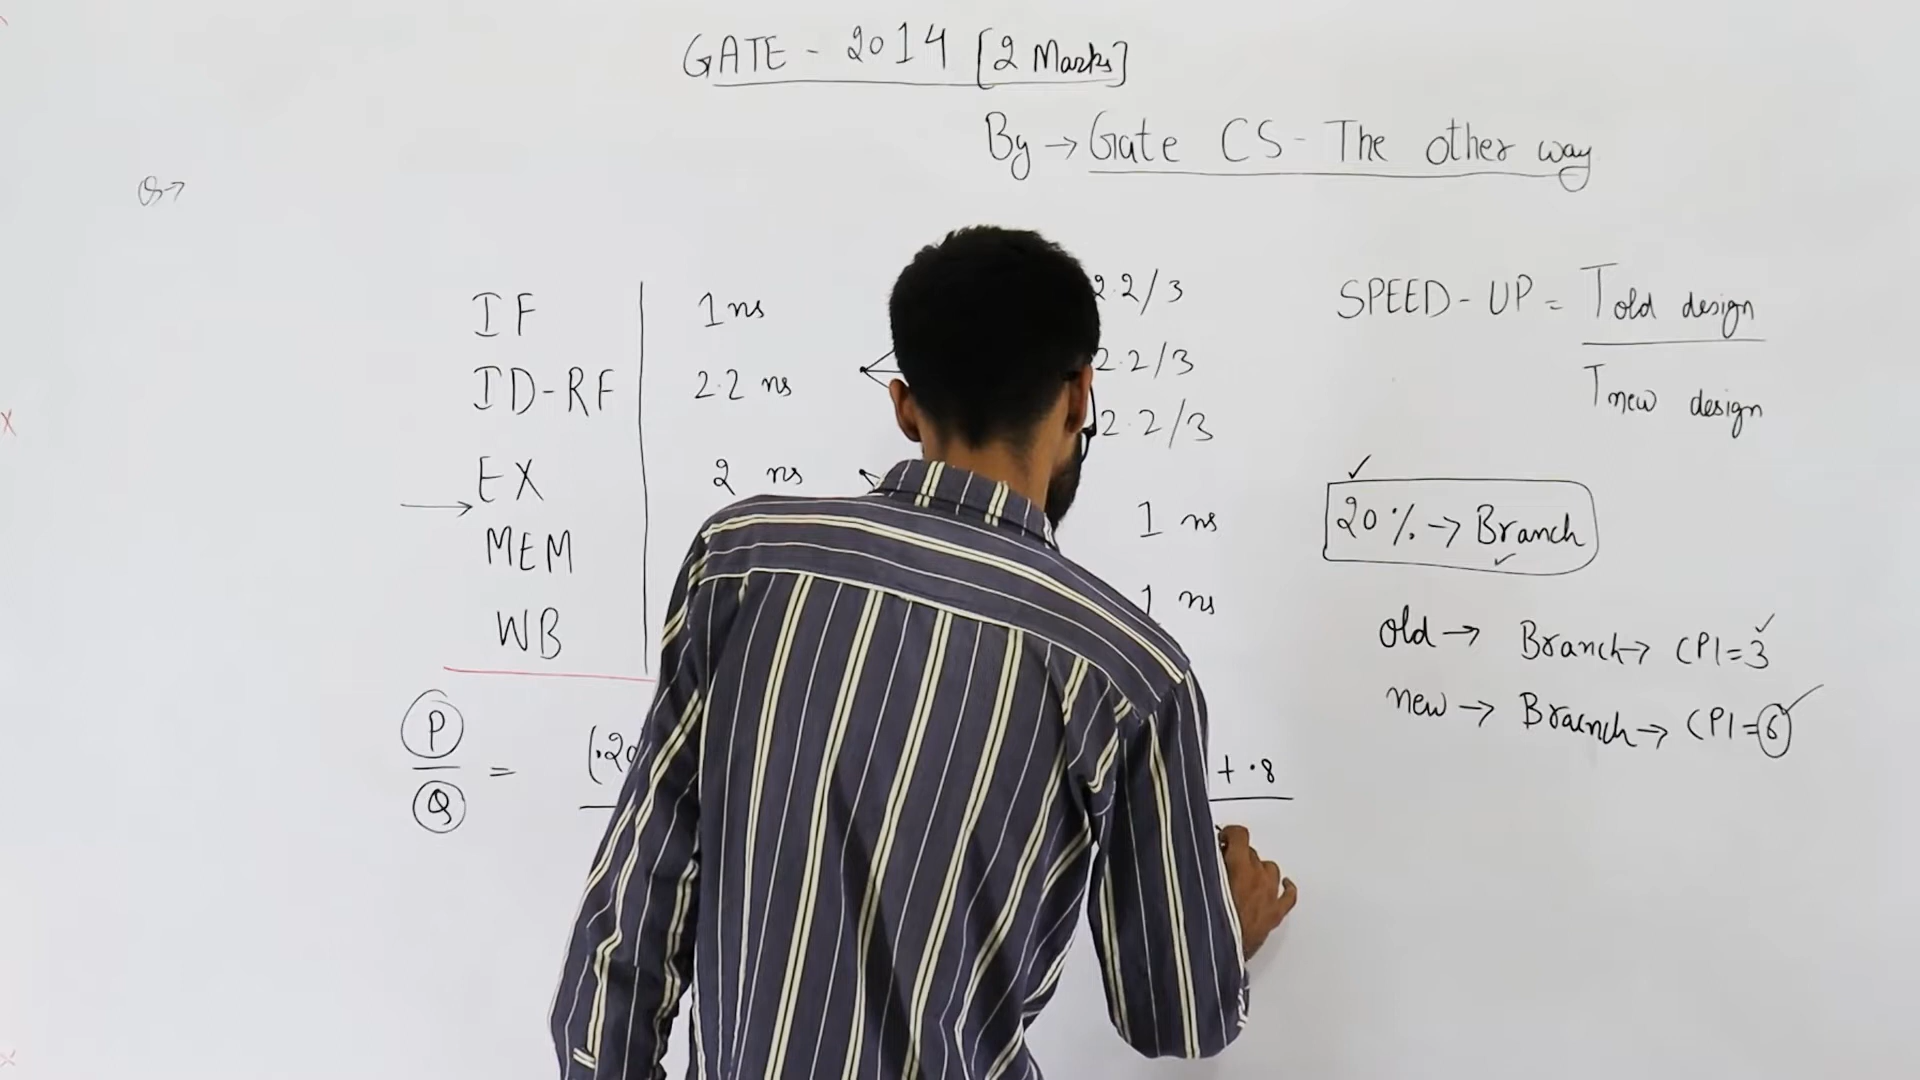 GATE - 2014 [2 Marks]
By → Gate CS - The other way
Q→
IF 1 ns 2.2/3
ID-RF 2.2 ns 2.2/3
2.2/3
EX 2 ns 1 ns
MEM
1 ns
WB
SPEED-UP = T old design
T new design
20 % → Branch
old → Branch → CPI = 3
new → Branch → CPI = 6
P
Q
=
+ .8